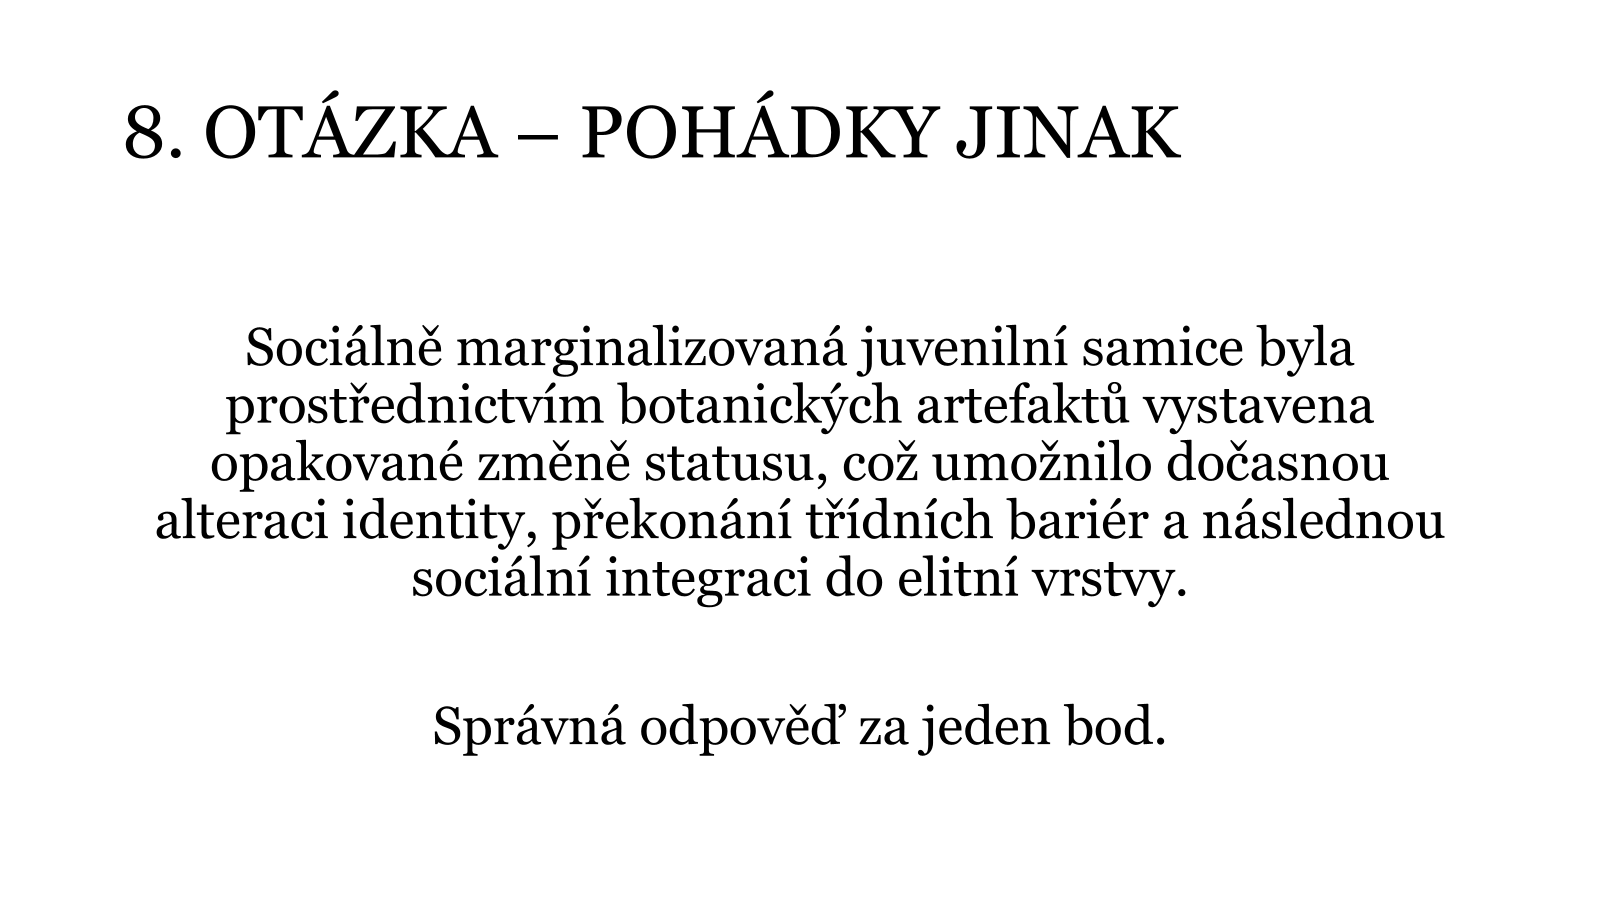 8. OTÁZKA – POHÁDKY JINAK
Sociálně marginalizovaná juvenilní samice byla
prostřednictvím botanických artefaktů vystavena
opakované změně statusu, což umožnilo dočasnou
alteraci identity, překonání třídních bariér a následnou
sociální integraci do elitní vrstvy.
Správná odpověď za jeden bod.